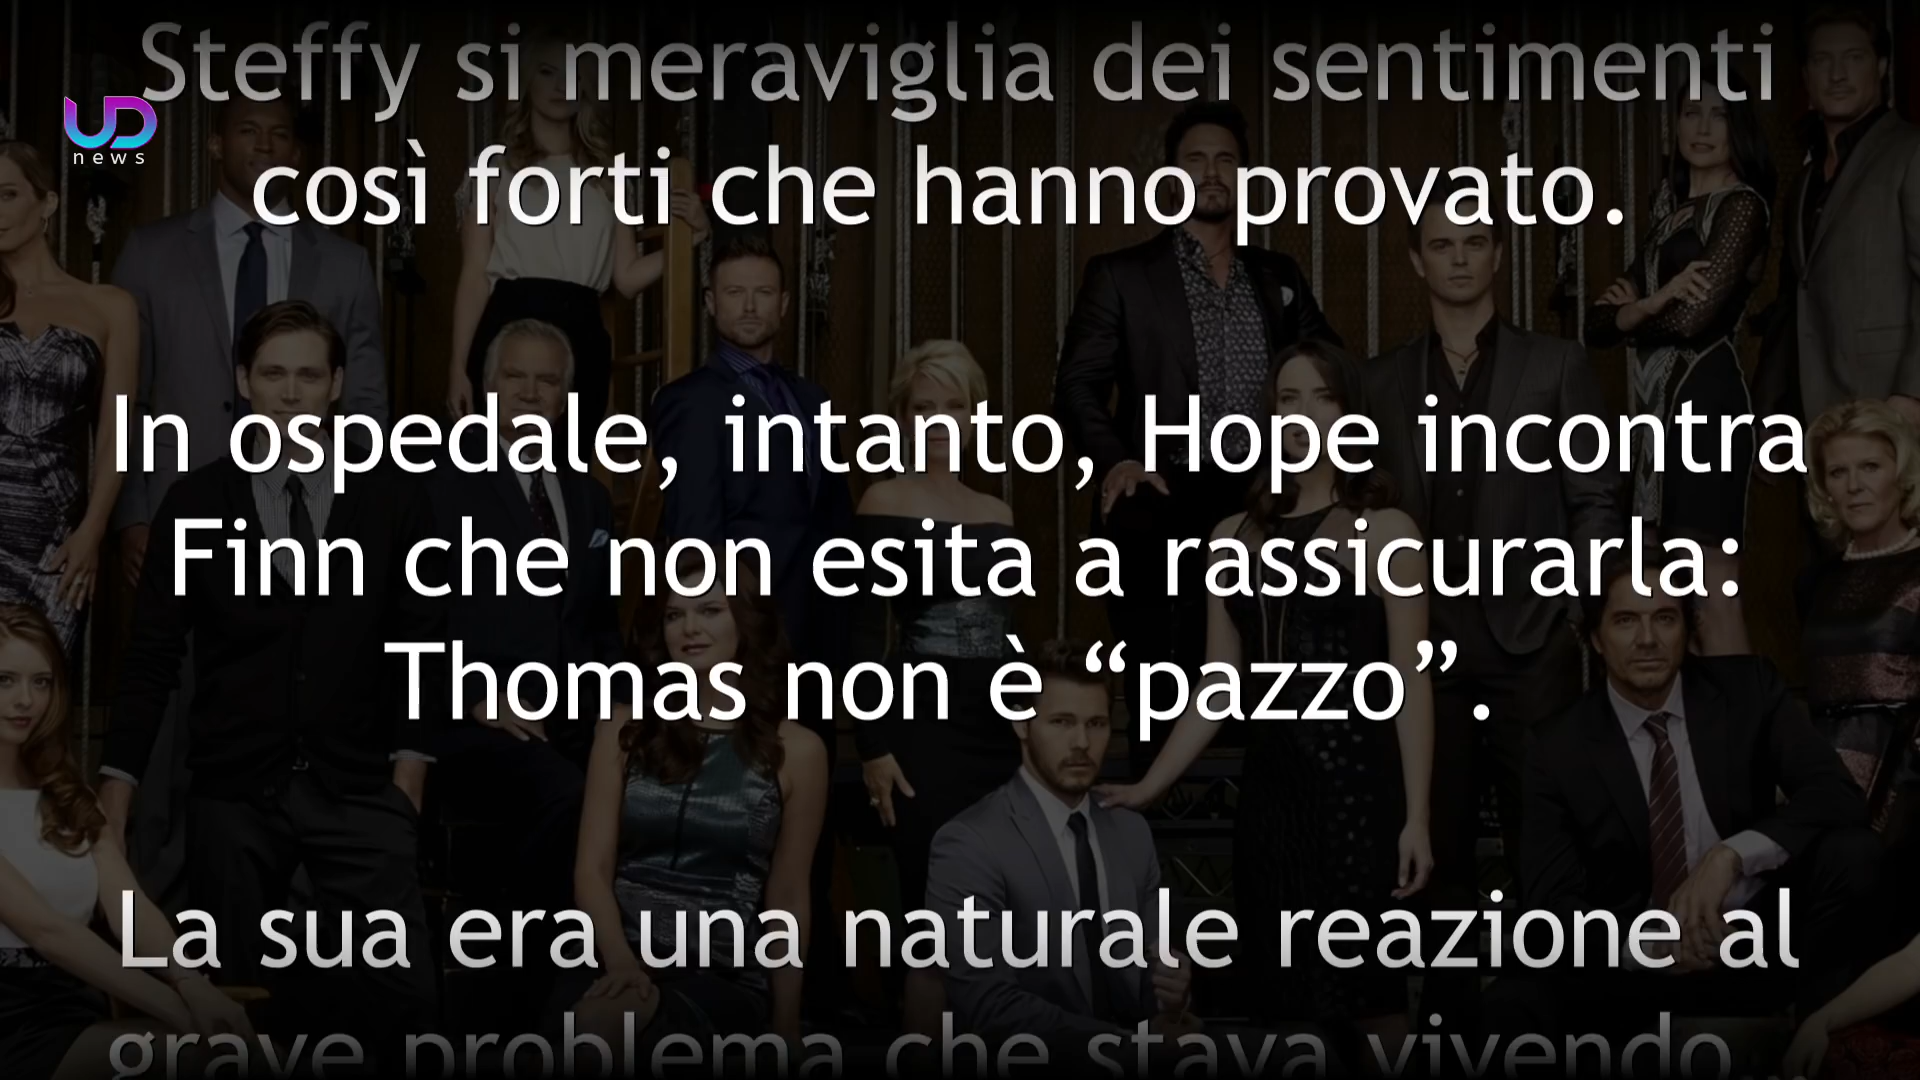 Steffy si meraviglia dei sentimenti
UD
news
così forti che hanno provato.
In ospedale, intanto, Hope incontra
Finn che non esita a rassicurarla:
Thomas non è “pazzo”.
La sua era una naturale reazione al
grave problema che stava vivendo...